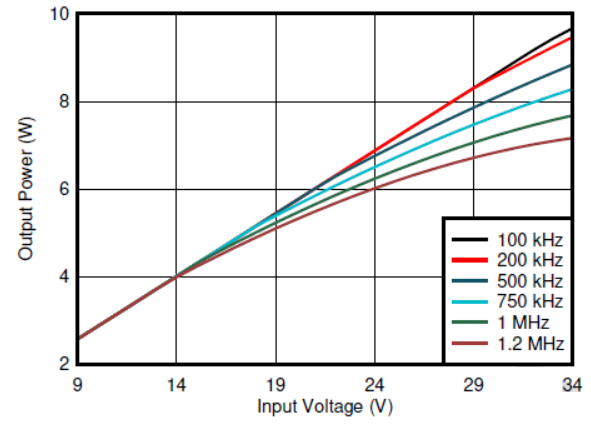 10
8
6
4
2
Output Power (W)
100 kHz
200 kHz
500 kHz
750 kHz
1 MHz
1.2 MHz
9 14 19 24 29 34
Input Voltage (V)